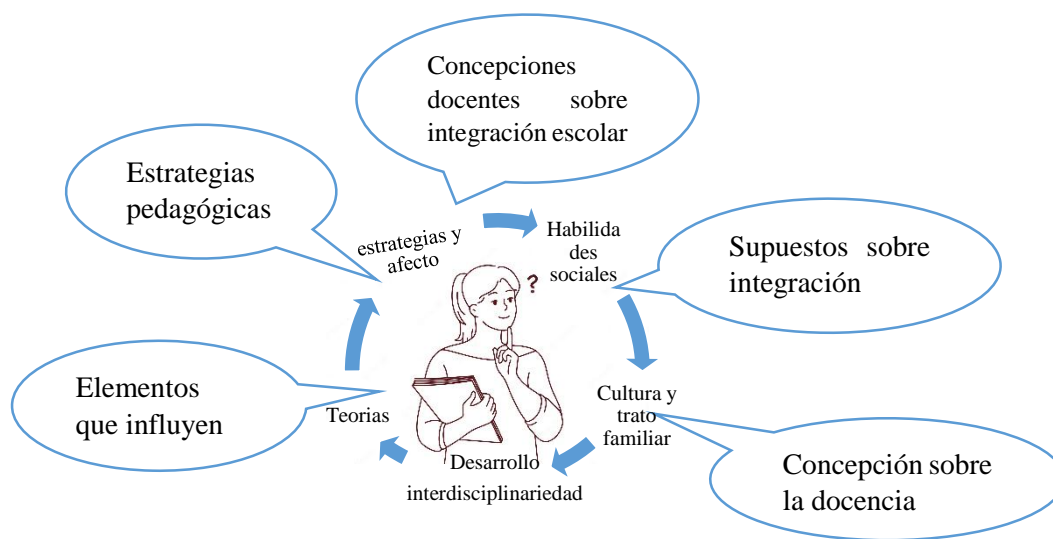 Concepciones
docentes sobre
integración escolar
Estrategias
pedagógicas
estrategias y
afecto
Habilida
des
sociales
?
Supuestos sobre
integración
Elementos
que influyen
Teorias
Cultura y
trato
familiar
Desarrollo
interdisciplinariedad
Concepción sobre
la docencia